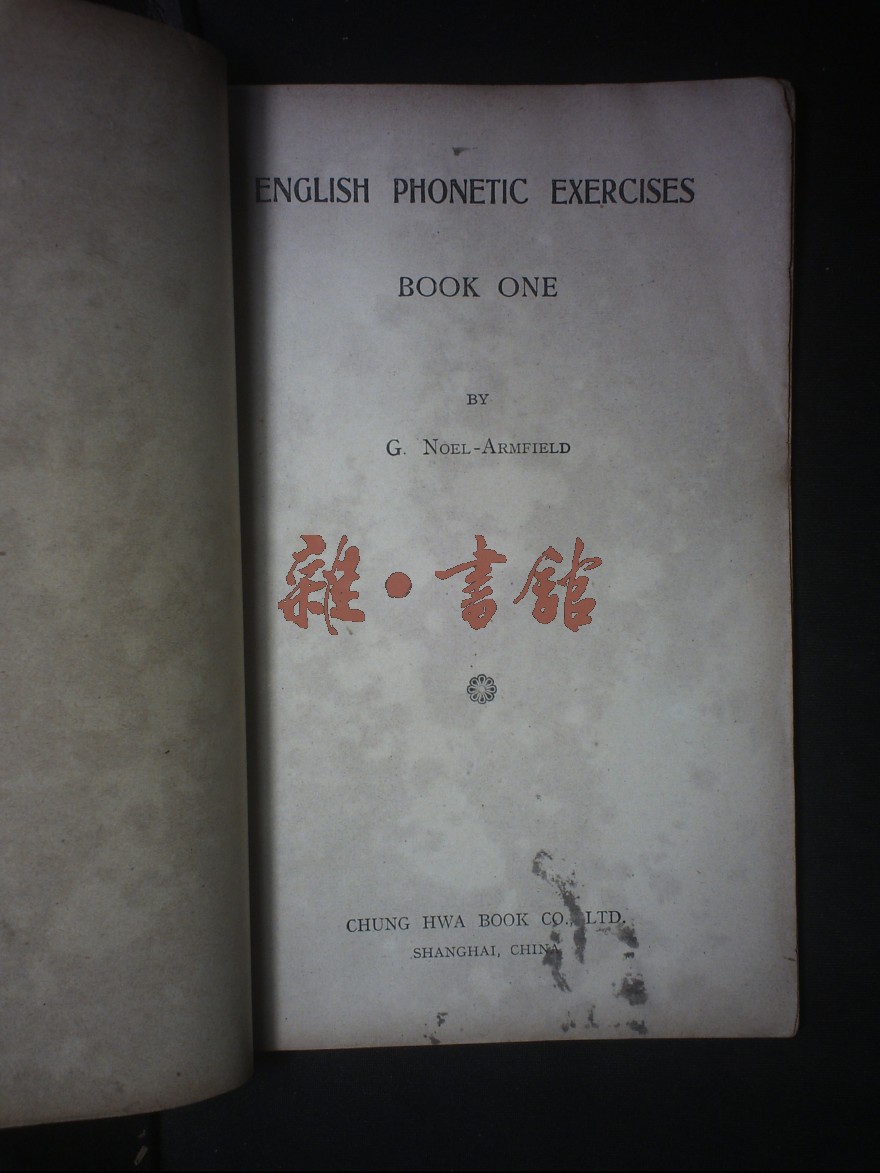 ENGLISH PHONETIC EXERCISES
BOOK ONE
BY
G. NOEL-ARMFIELD
雜·書館
CHUNG HWA BOOK CO., LTD.
SHANGHAI, CHINA